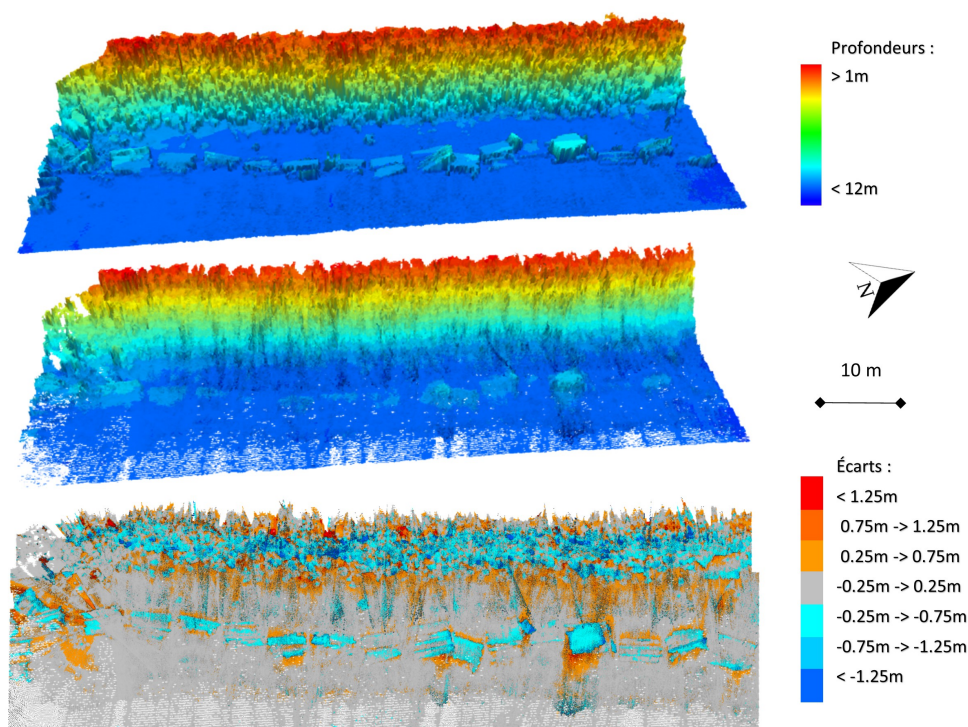 Profondeurs :
> 1m
< 12m
N
10 m
Écarts :
< 1.25m
0.75m -> 1.25m
0.25m -> 0.75m
-0.25m -> 0.25m
-0.25m -> -0.75m
-0.75m -> -1.25m
< -1.25m